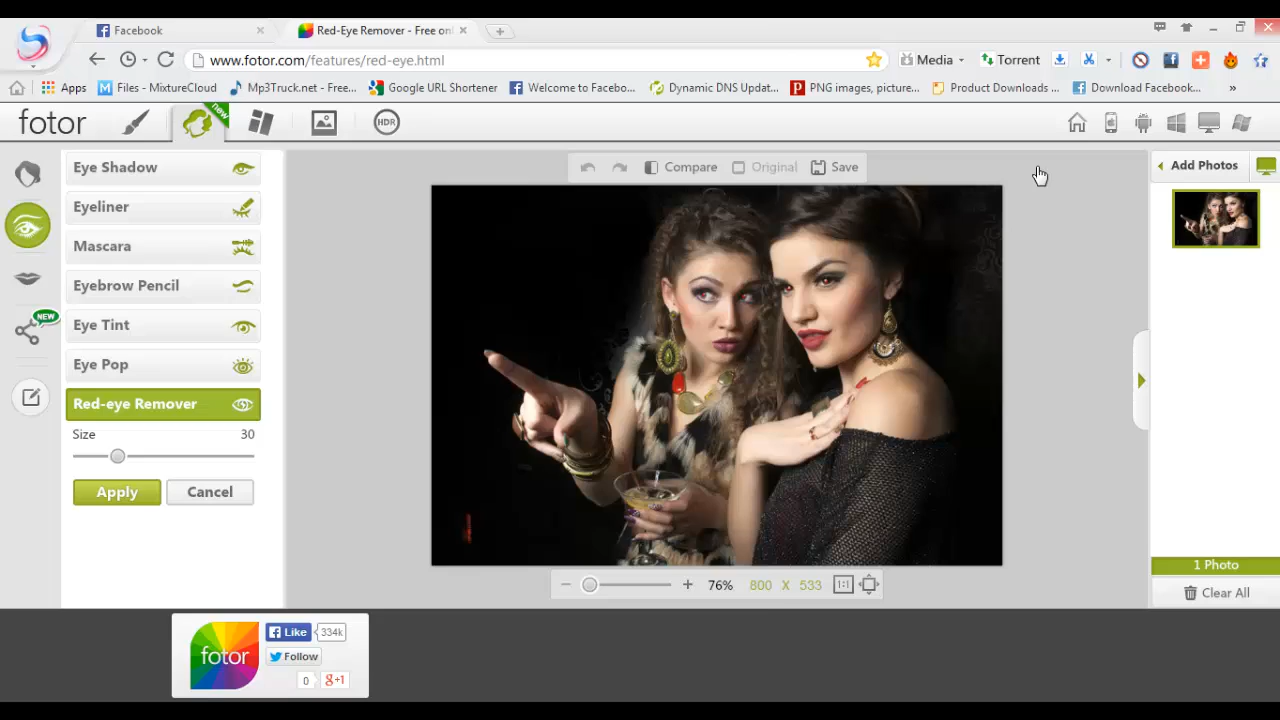 Facebook
Red-Eye Remover - Free onl
www.fotor.com/features/red-eye.html
Media
Torrent
Apps
Files - MixtureCloud
Mp3Truck.net - Free...
Google URL Shortener
Welcome to Facebo...
Dynamic DNS Updat...
PNG images, picture...
Product Downloads ...
Download Facebook...
»
fotor
new
HDR
Eye Shadow
Compare
Original
Save
Add Photos
Eyeliner
Mascara
Eyebrow Pencil
NEW
Eye Tint
Eye Pop
Red-eye Remover
Size 30
Apply
Cancel
1 Photo
76%
800 X 533
1:1
Clear All
fotor
Like
334k
Follow
0
g+1